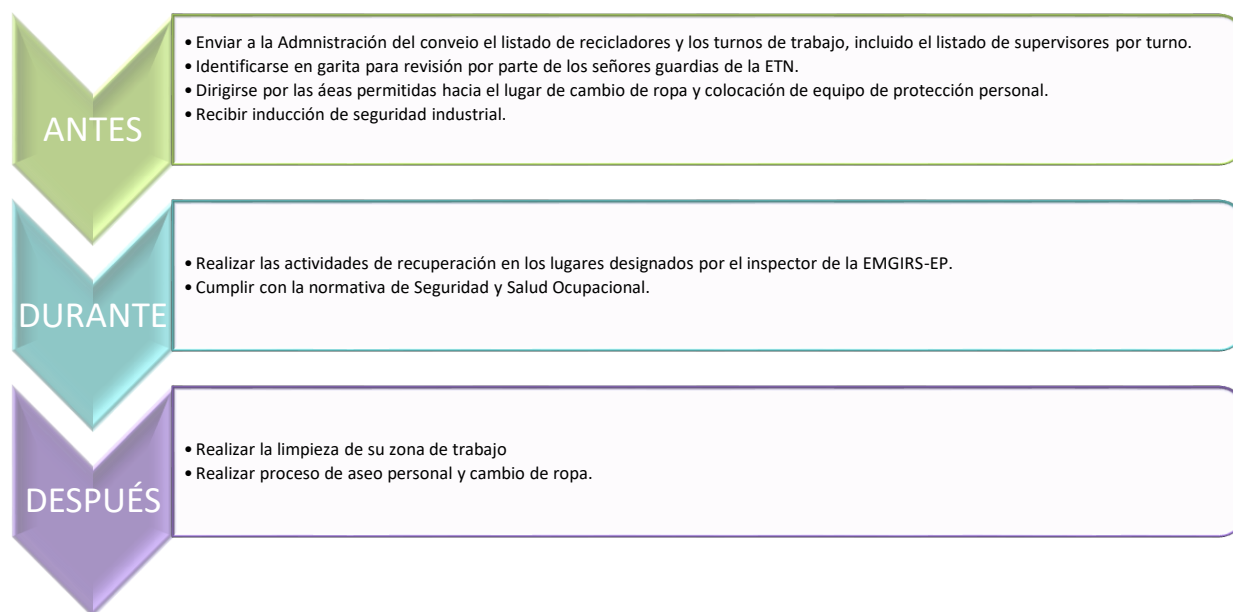 ANTES
• Enviar a la Admnistración del conveio el listado de recicladores y los turnos de trabajo, incluido el listado de supervisores por turno.
• Identificarse en garita para revisión por parte de los señores guardias de la ETN.
• Dirigirse por las áeas permitidas hacia el lugar de cambio de ropa y colocación de equipo de protección personal.
• Recibir inducción de seguridad industrial.
DURANTE
• Realizar las actividades de recuperación en los lugares designados por el inspector de la EMGIRS-EP.
• Cumplir con la normativa de Seguridad y Salud Ocupacional.
DESPUÉS
• Realizar la limpieza de su zona de trabajo
• Realizar proceso de aseo personal y cambio de ropa.